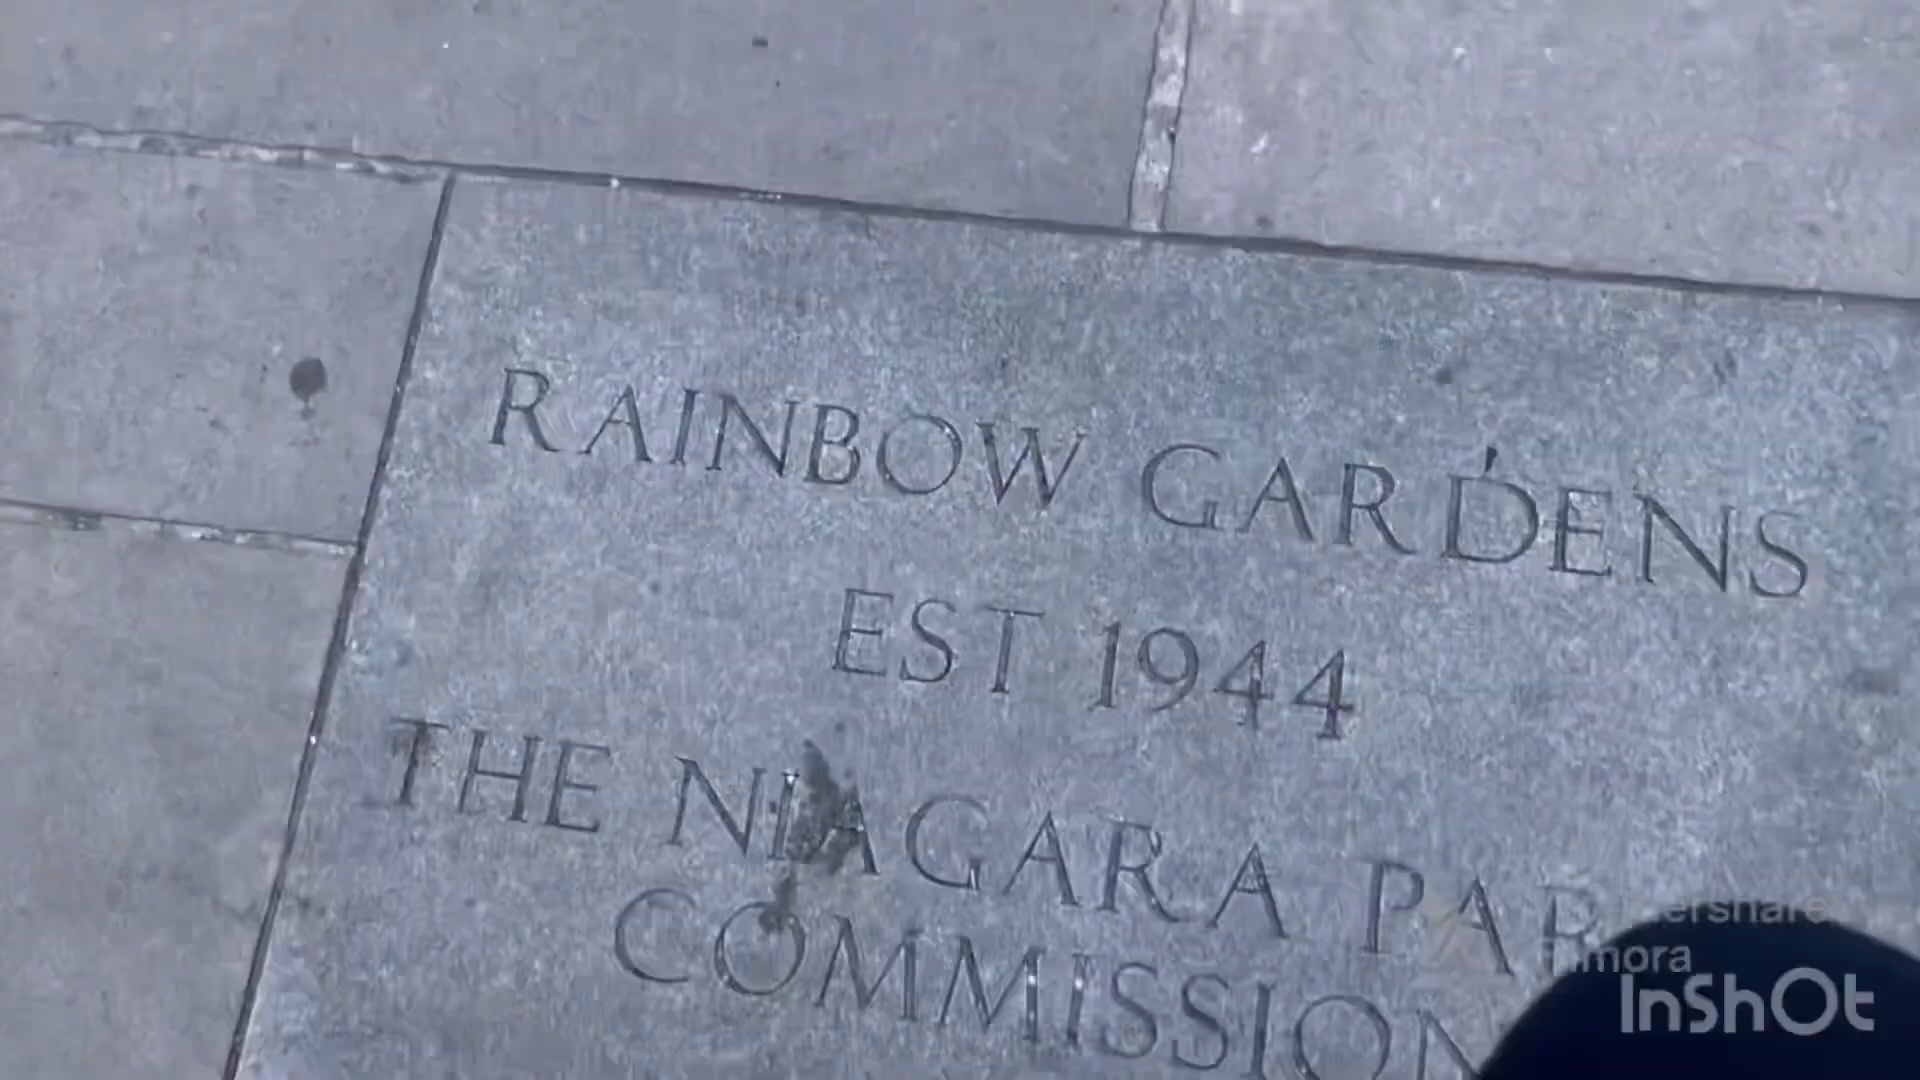 RAINBOW GARDENS
EST 1944
THE NIAGARA
COMMISSION
InShOt